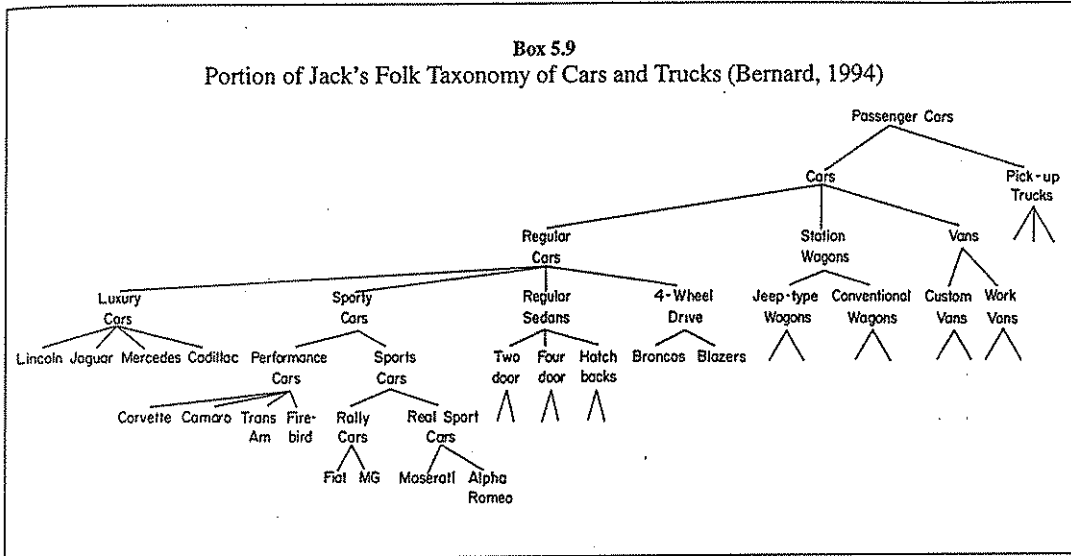 Box 5.9
Portion of Jack's Folk Taxonomy of Cars and Trucks (Bernard, 1994)
Passenger Cars
Cars
Pick-up
Trucks
Regular
Cars
Station
Wagons
Vans
Luxury
Cars
Sporty
Cars
Regular
Sedans
4-Wheel
Drive
Jeep-type
Wagons
Conventional
Wagons
Custom
Vans
Work
Vans
Lincoln Jaguar Mercedes Cadillac
Performance
Cars
Sports
Cars
Two
door
Four
door
Hatch
backs
Broncos Blazers
Corvette Camaro Trans
Am
Fire-
bird
Rally
Cars
Real Sport
Cars
Fiat MG
Maserati Alpha
Romeo